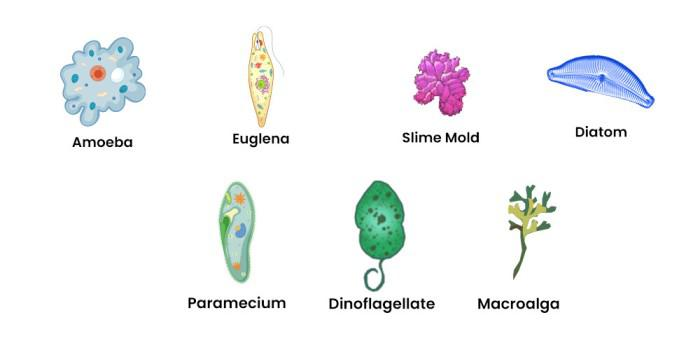 Amoeba
Euglena
Slime Mold
Diatom
Paramecium
Dinoflagellate
Macroalga